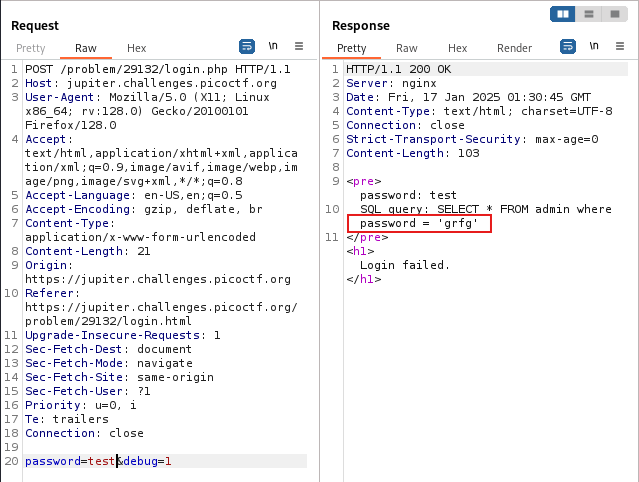 Request
Pretty Raw Hex \n
1 POST /problem/29132/login.php HTTP/1.1
2 Host: jupiter.challenges.picoctf.org
3 User-Agent: Mozilla/5.0 (X11; Linux
x86_64; rv:128.0) Gecko/20100101
Firefox/128.0
4 Accept:
text/html,application/xhtml+xml,applica
tion/xml;q=0.9,image/avif,image/webp,im
age/png,image/svg+xml,*/*;q=0.8
5 Accept-Language: en-US,en;q=0.5
6 Accept-Encoding: gzip, deflate, br
7 Content-Type:
application/x-www-form-urlencoded
8 Content-Length: 21
9 Origin:
https://jupiter.challenges.picoctf.org
10 Referer:
https://jupiter.challenges.picoctf.org/
problem/29132/login.html
11 Upgrade-Insecure-Requests: 1
12 Sec-Fetch-Dest: document
13 Sec-Fetch-Mode: navigate
14 Sec-Fetch-Site: same-origin
15 Sec-Fetch-User: ?1
16 Priority: u=0, i
17 Te: trailers
18 Connection: close
19
20 password=test&debug=1
Response
Pretty Raw Hex Render \n
1 HTTP/1.1 200 OK
2 Server: nginx
3 Date: Fri, 17 Jan 2025 01:30:45 GMT
4 Content-Type: text/html; charset=UTF-8
5 Connection: close
6 Strict-Transport-Security: max-age=0
7 Content-Length: 103
8
9 <pre>
password: test
10 SQL query: SELECT * FROM admin where
password = 'grfg'
11 </pre>
<h1>
Login failed.
</h1>